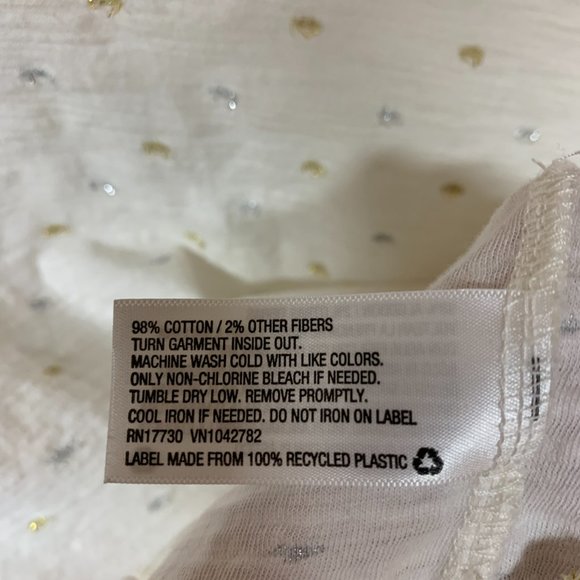 98% COTTON / 2% OTHER FIBERS
TURN GARMENT INSIDE OUT.
MACHINE WASH COLD WITH LIKE COLORS.
ONLY NON-CHLORINE BLEACH IF NEEDED.
TUMBLE DRY LOW. REMOVE PROMPTLY.
COOL IRON IF NEEDED. DO NOT IRON ON LABEL
RN17730 VN1042782
LABEL MADE FROM 100% RECYCLED PLASTIC